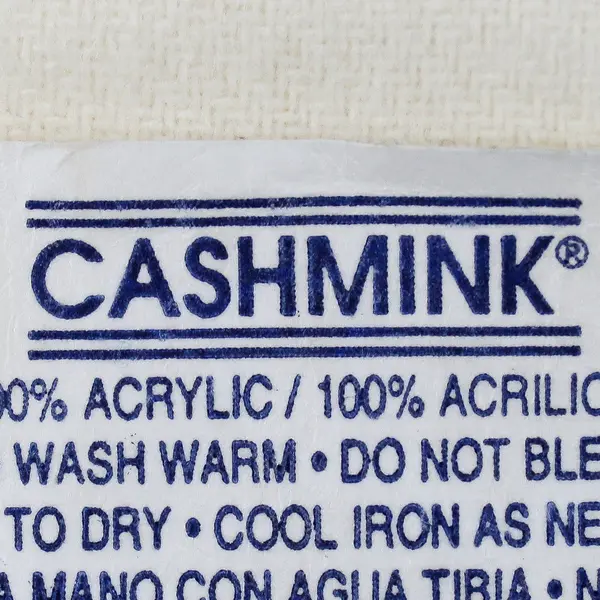 CASHMINK®
00% ACRYLIC / 100% ACRILIC
WASH WARM • DO NOT BLE
TO DRY • COOL IRON AS NE
A MANO CON AGUA TIBIA • N